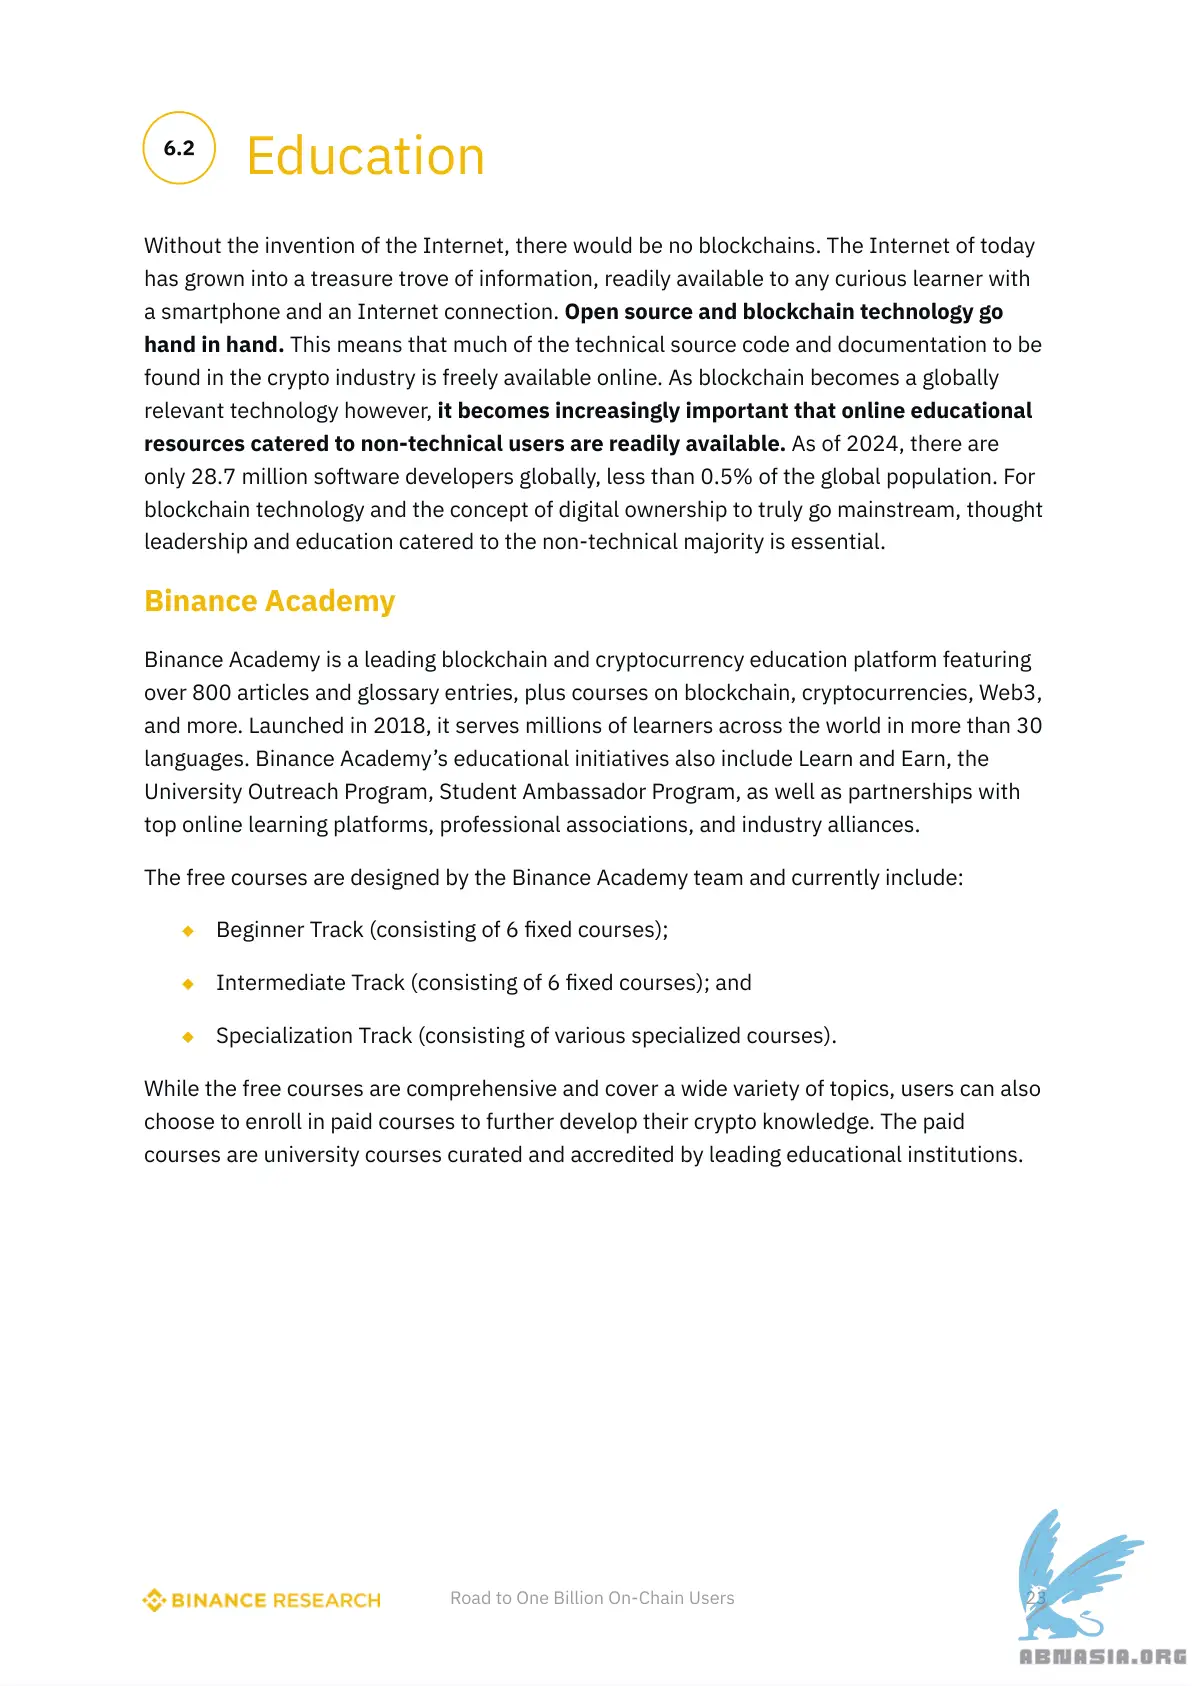 6.2
Education
Without the invention of the Internet, there would be no blockchains. The Internet of today
has grown into a treasure trove of information, readily available to any curious learner with
a smartphone and an Internet connection. Open source and blockchain technology go
hand in hand. This means that much of the technical source code and documentation to be
found in the crypto industry is freely available online. As blockchain becomes a globally
relevant technology however, it becomes increasingly important that online educational
resources catered to non-technical users are readily available. As of 2024, there are
only 28.7 million software developers globally, less than 0.5% of the global population. For
blockchain technology and the concept of digital ownership to truly go mainstream, thought
leadership and education catered to the non-technical majority is essential.
Binance Academy
Binance Academy is a leading blockchain and cryptocurrency education platform featuring
over 800 articles and glossary entries, plus courses on blockchain, cryptocurrencies, Web3,
and more. Launched in 2018, it serves millions of learners across the world in more than 30
languages. Binance Academy’s educational initiatives also include Learn and Earn, the
University Outreach Program, Student Ambassador Program, as well as partnerships with
top online learning platforms, professional associations, and industry alliances.
The free courses are designed by the Binance Academy team and currently include:
◆ Beginner Track (consisting of 6 fixed courses);
◆ Intermediate Track (consisting of 6 fixed courses); and
◆ Specialization Track (consisting of various specialized courses).
While the free courses are comprehensive and cover a wide variety of topics, users can also
choose to enroll in paid courses to further develop their crypto knowledge. The paid
courses are university courses curated and accredited by leading educational institutions.
BINANCE RESEARCH
Road to One Billion On-Chain Users
23
ABNASIA.ORG